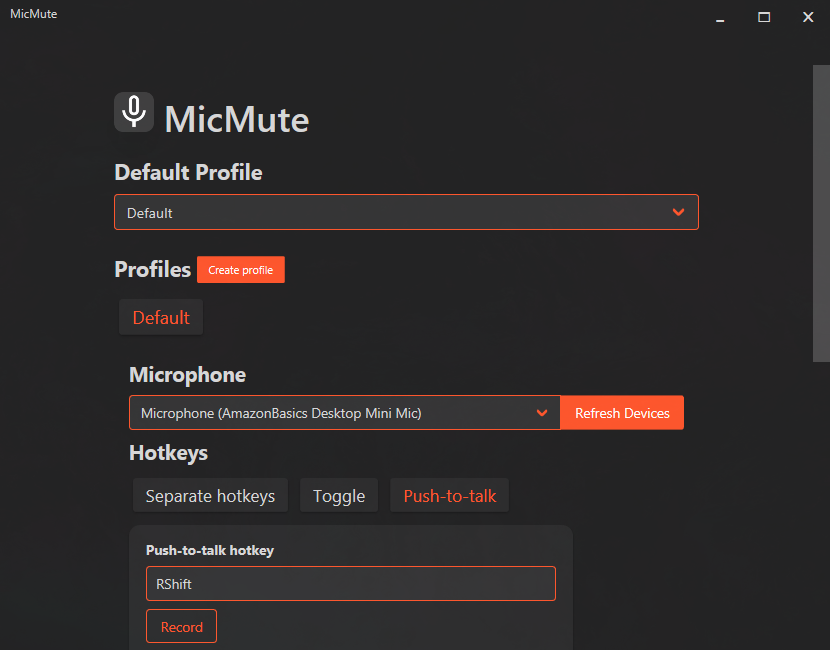 MicMute
MicMute
Default Profile
Default
Profiles Create profile
Default
Microphone
Microphone (AmazonBasics Desktop Mini Mic) Refresh Devices
Hotkeys
Separate hotkeys Toggle Push-to-talk
Push-to-talk hotkey
RShift
Record